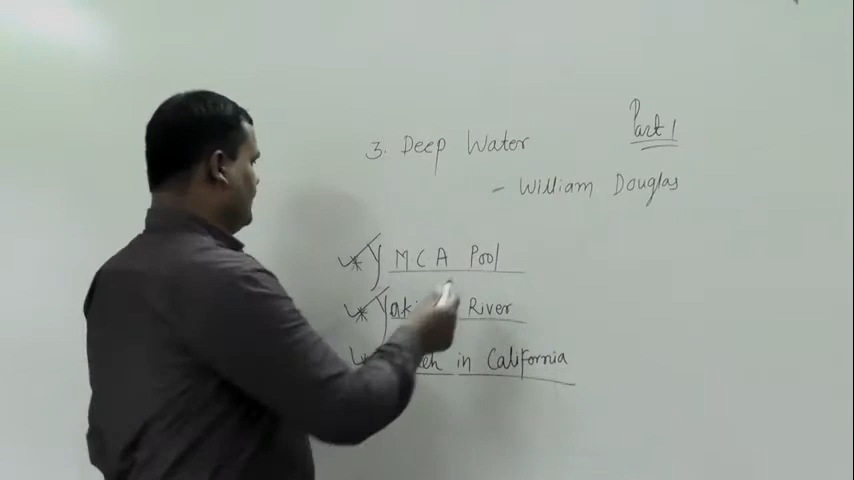 Part 1
3. Deep Water
- William Douglas
* YMCA Pool
* River
in California